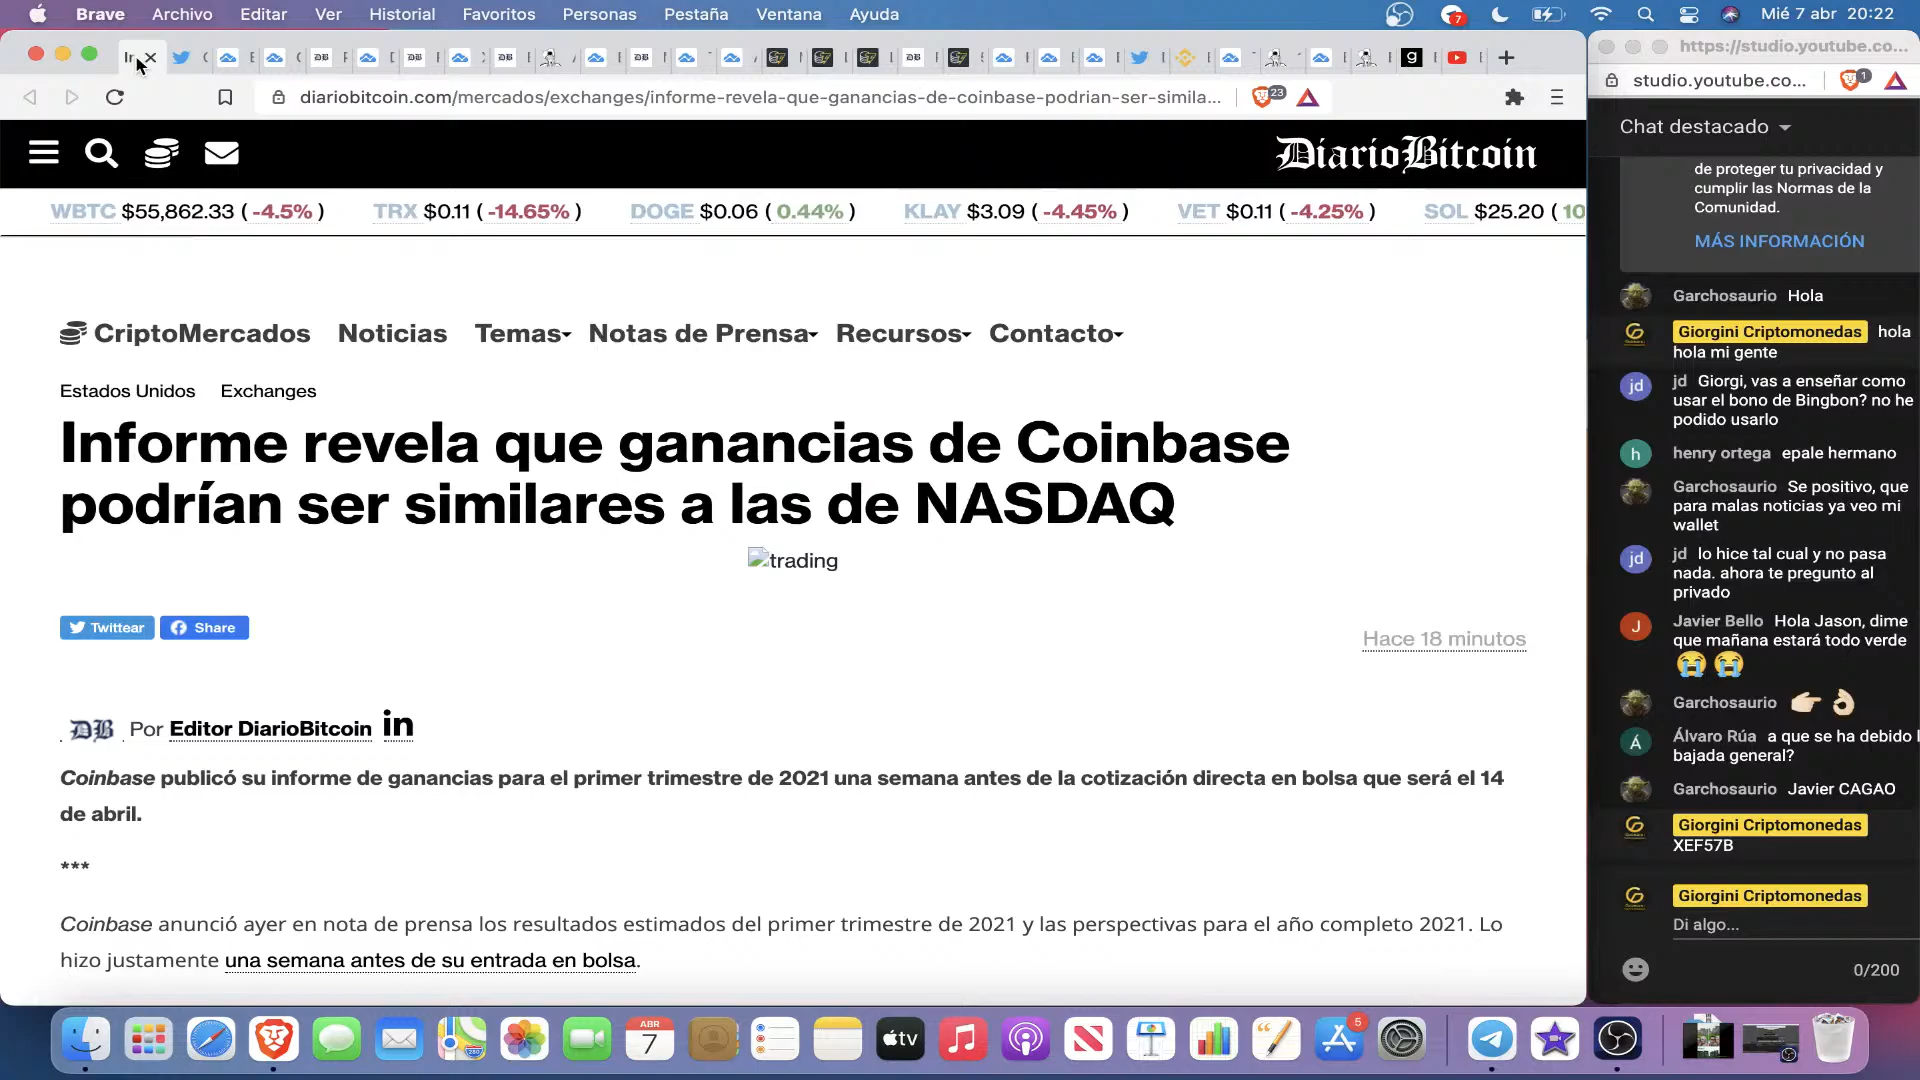 Brave Archivo Editar Ver Historial Favoritos Personas Pestaña Ventana Ayuda
7
Mié 7 abr 20:22
https://studio.youtube.co...
diariobitcoin.com/mercados/exchanges/informe-revela-que-ganancias-de-coinbase-podrian-ser-simila...
23
studio.youtube.co...
1
DiarioBitcoin
Chat destacado
WBTC $55,862.33 ( -4.5% ) TRX $0.11 ( -14.65% ) DOGE $0.06 ( 0.44% ) KLAY $3.09 ( -4.45% ) VET $0.11 ( -4.25% ) SOL $25.20 ( 10
CriptoMercados Noticias Temas Notas de Prensa Recursos Contacto
Estados Unidos Exchanges
Informe revela que ganancias de Coinbase
podrían ser similares a las de NASDAQ
trading
Twittear Share
Hace 18 minutos
DB Por Editor DiarioBitcoin in
Coinbase publicó su informe de ganancias para el primer trimestre de 2021 una semana antes de la cotización directa en bolsa que será el 14
de abril.
***
Coinbase anunció ayer en nota de prensa los resultados estimados del primer trimestre de 2021 y las perspectivas para el año completo 2021. Lo
hizo justamente una semana antes de su entrada en bolsa.
de proteger tu privacidad y
cumplir las Normas de la
Comunidad.
MÁS INFORMACIÓN
Garchosaurio Hola
Giorgini Criptomonedas hola
hola mi gente
jd jd Giorgi, vas a enseñar como
usar el bono de Bingbon? no he
podido usarlo
h henry ortega epale hermano
Garchosaurio Se positivo, que
para malas noticias ya veo mi
wallet
jd jd lo hice tal cual y no pasa
nada. ahora te pregunto al
privado
J Javier Bello Hola Jason, dime
que mañana estará todo verde
Garchosaurio
Á Álvaro Rúa a que se ha debido l
bajada general?
Garchosaurio Javier CAGAO
Giorgini Criptomonedas
XEF57B
Giorgini Criptomonedas
Di algo...
0/200
ABR
7
tv
5